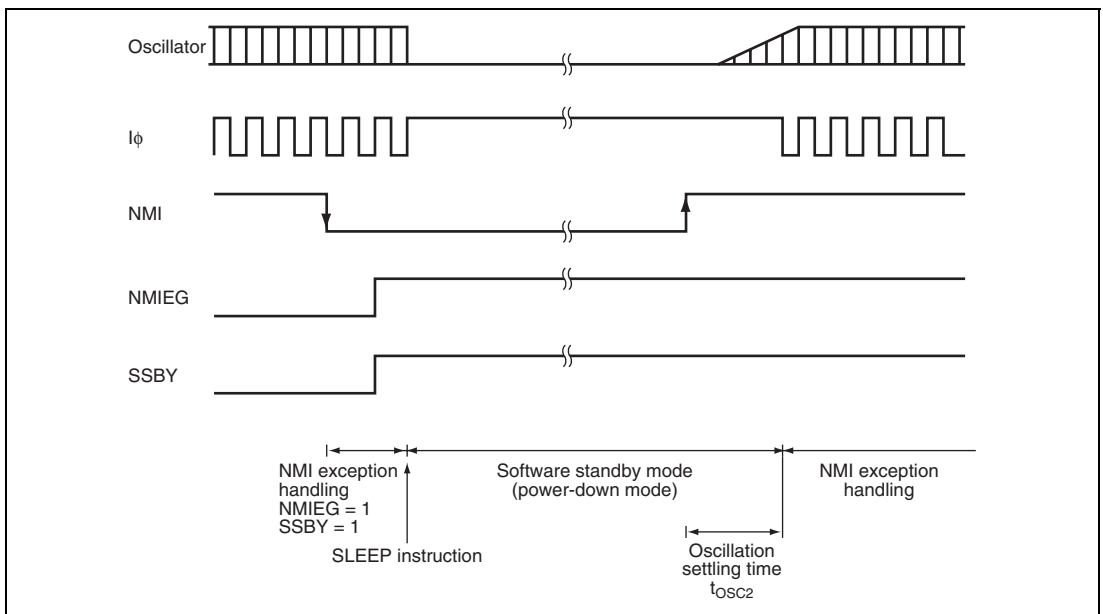 Oscillator
Iϕ
NMI
NMIEG
SSBY
NMI exception
handling
NMIEG = 1
SSBY = 1
SLEEP instruction
Software standby mode
(power-down mode)
NMI exception
handling
Oscillation
settling time
tOSC2